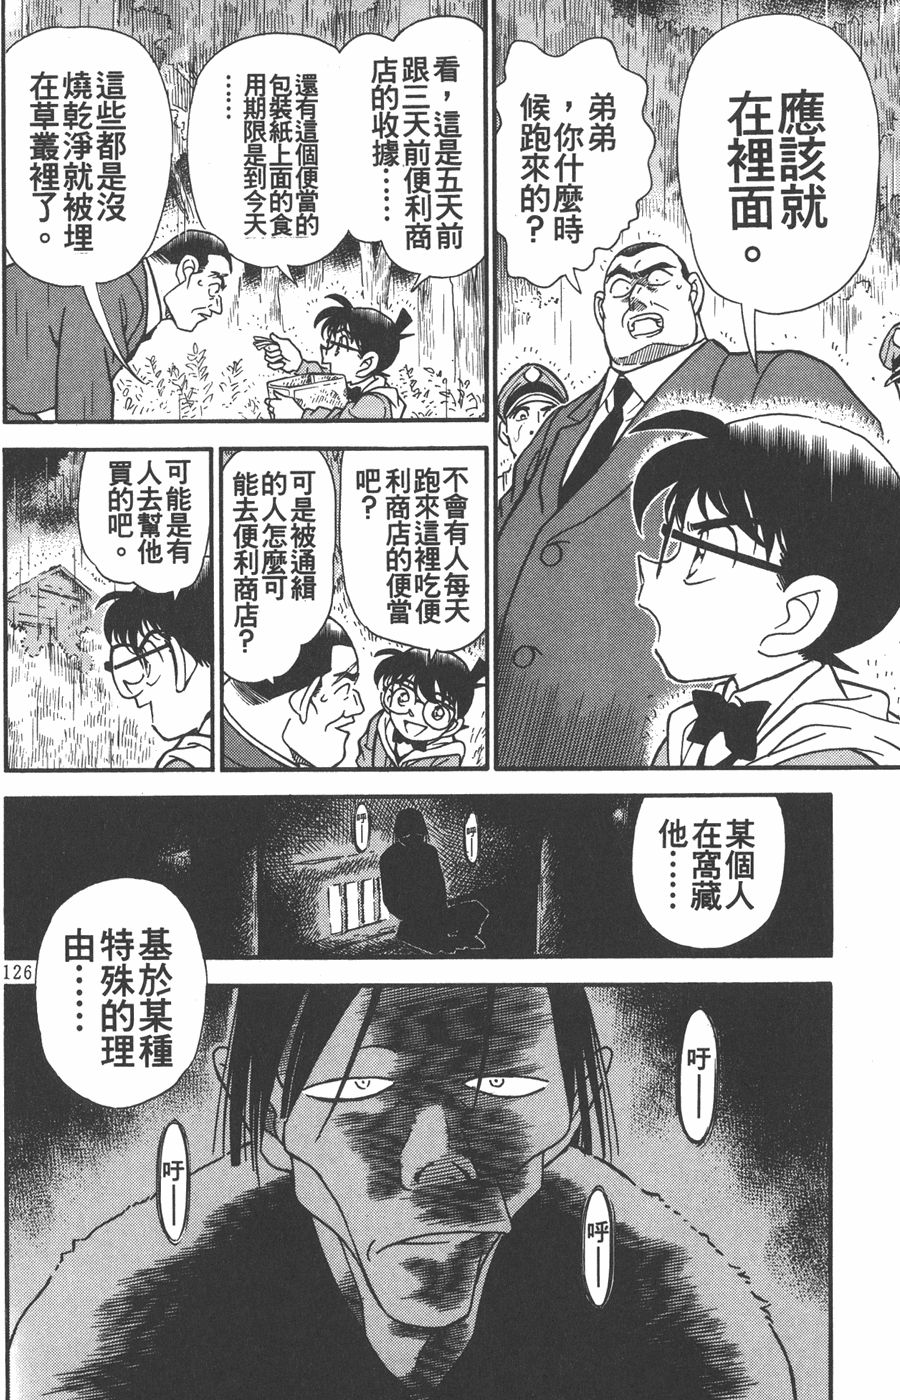 應該就
在裡面。
弟弟
，你什麼時
候跑來的？
看，這是五天前
跟三天前便利商
店的收據……
還有這個便當的
包裝紙上面的食
用期限是到今天
……
這些都是沒
燒乾淨就被埋
在草叢裡了。
不會有人每天
跑來這裡吃便
利商店的便當
吧？
可是被通緝
的人怎麼可
能去便利商店？
可能是有
人去幫他
買的吧。
某個人
在窩藏
他……
呼—
呼—
基於某種
特殊的理
由……
吁—
呼—
吁—
126